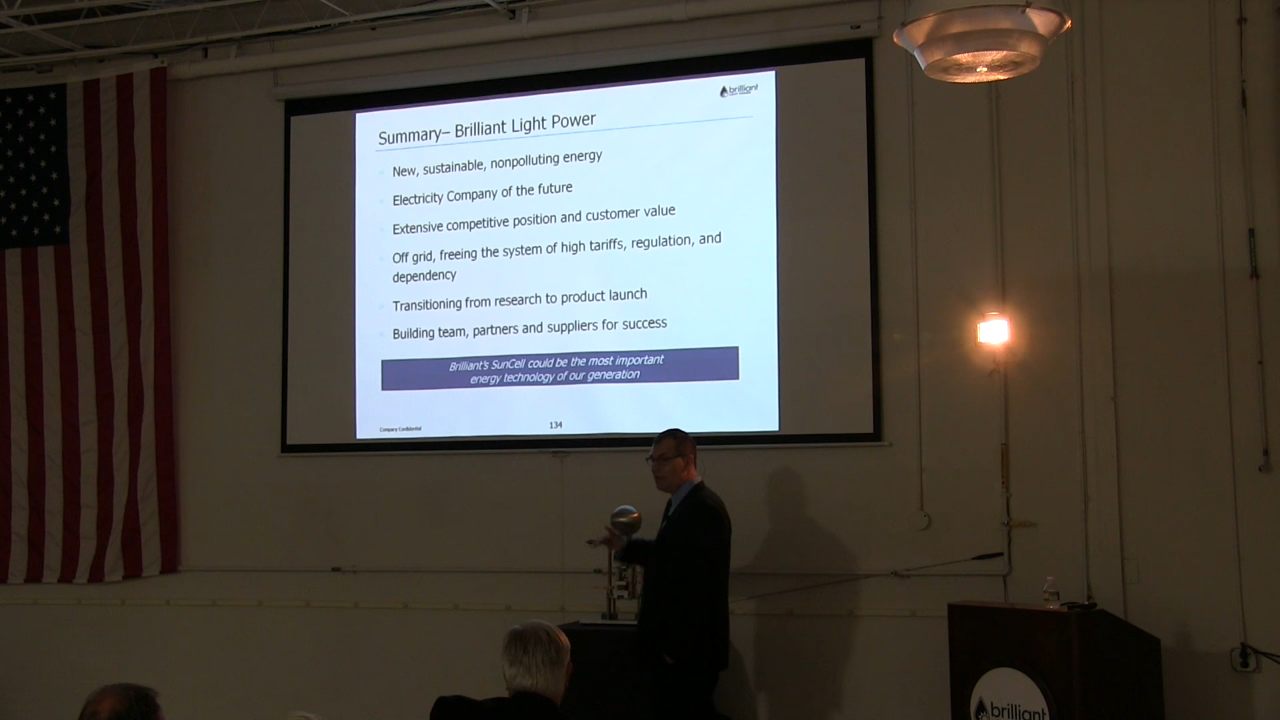 brilliant
Summary– Brilliant Light Power
New, sustainable, nonpolluting energy
Electricity Company of the future
Extensive competitive position and customer value
Off grid, freeing the system of high tariffs, regulation, and
dependency
Transitioning from research to product launch
Building team, partners and suppliers for success
Brilliant's SunCell could be the most important
energy technology of our generation
Company Confidential
134
brilliant